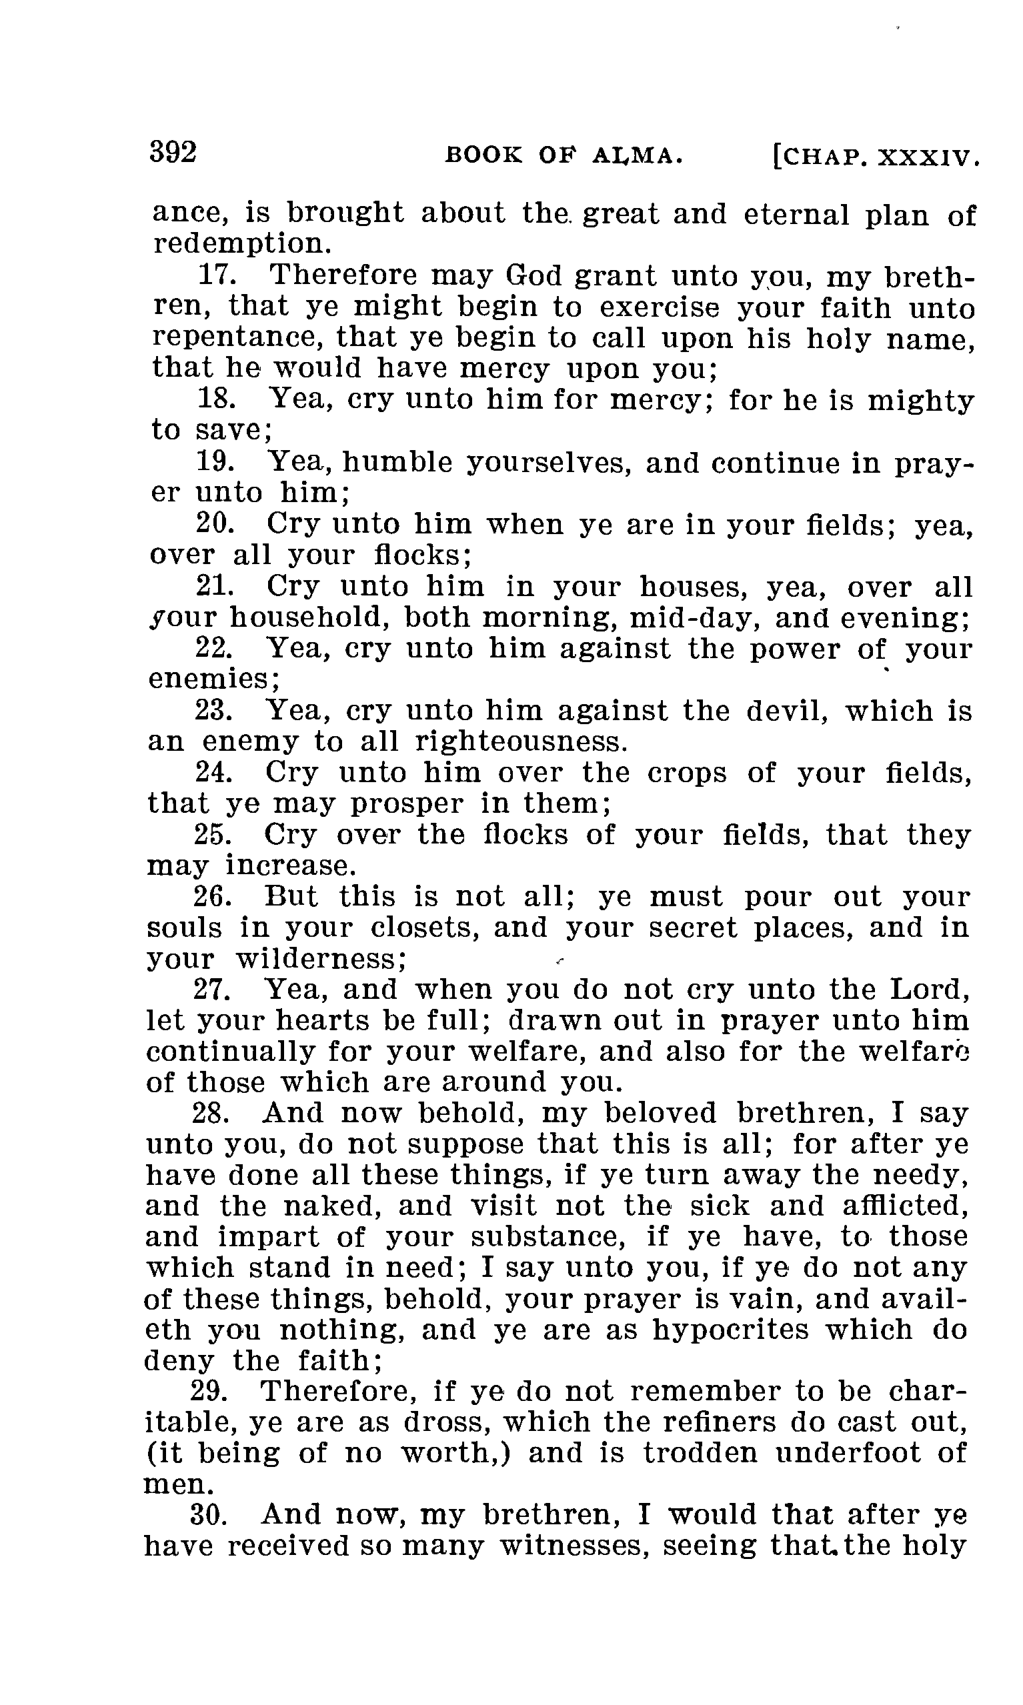 392 BOOK OF ALMA. [CHAP. XXXIV.
ance, is brought about the. great and eternal plan of
redemption.
17. Therefore may God grant unto you, my breth-
ren, that ye might begin to exercise your faith unto
repentance, that ye begin to call upon his holy name,
that he would have mercy upon you;
18. Yea, cry unto him for mercy; for he is mighty
to save;
19. Yea, humble yourselves, and continue in pray-
er unto him;
20. Cry unto him when ye are in your fields; yea,
over all your flocks;
21. Cry unto him in your houses, yea, over all
your household, both morning, mid-day, and evening;
22. Yea, cry unto him against the power of your
enemies;
23. Yea, cry unto him against the devil, which is
an enemy to all righteousness.
24. Cry unto him over the crops of your fields,
that ye may prosper in them;
25. Cry over the flocks of your fields, that they
may increase.
26. But this is not all; ye must pour out your
souls in your closets, and your secret places, and in
your wilderness;
27. Yea, and when you do not cry unto the Lord,
let your hearts be full; drawn out in prayer unto him
continually for your welfare, and also for the welfare
of those which are around you.
28. And now behold, my beloved brethren, I say
unto you, do not suppose that this is all; for after ye
have done all these things, if ye turn away the needy,
and the naked, and visit not the sick and afflicted,
and impart of your substance, if ye have, to those
which stand in need; I say unto you, if ye do not any
of these things, behold, your prayer is vain, and avail-
eth you nothing, and ye are as hypocrites which do
deny the faith;
29. Therefore, if ye do not remember to be char-
itable, ye are as dross, which the refiners do cast out,
(it being of no worth,) and is trodden underfoot of
men.
30. And now, my brethren, I would that after ye
have received so many witnesses, seeing that the holy